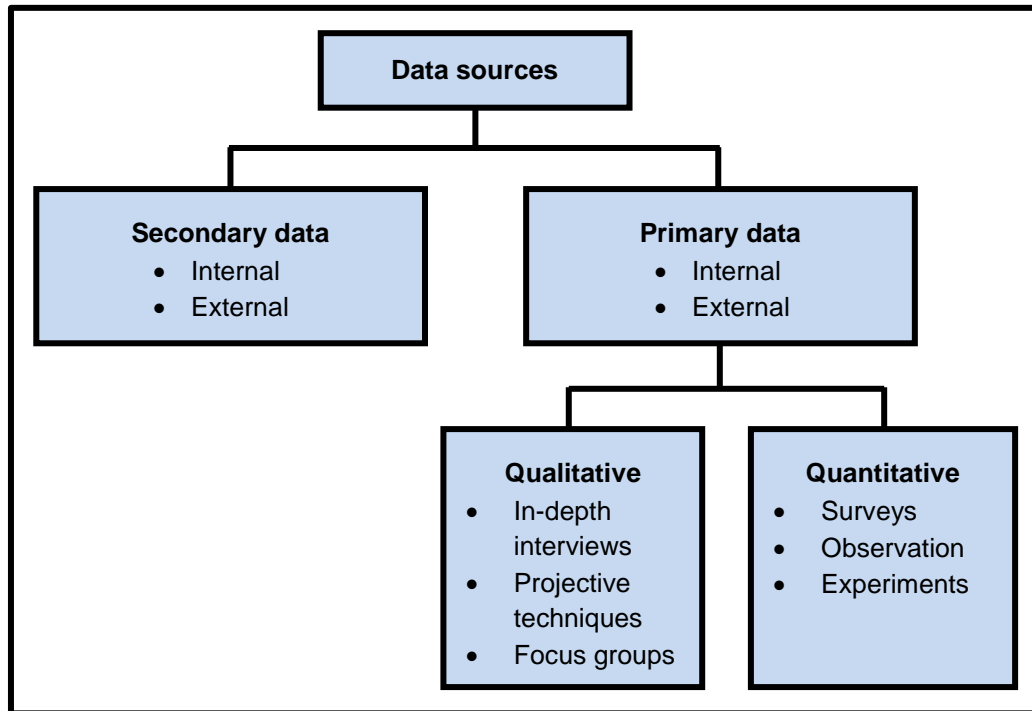 Data sources
Secondary data
• Internal
• External
Primary data
• Internal
• External
Qualitative
• In-depth
interviews
• Projective
techniques
• Focus groups
Quantitative
• Surveys
• Observation
• Experiments